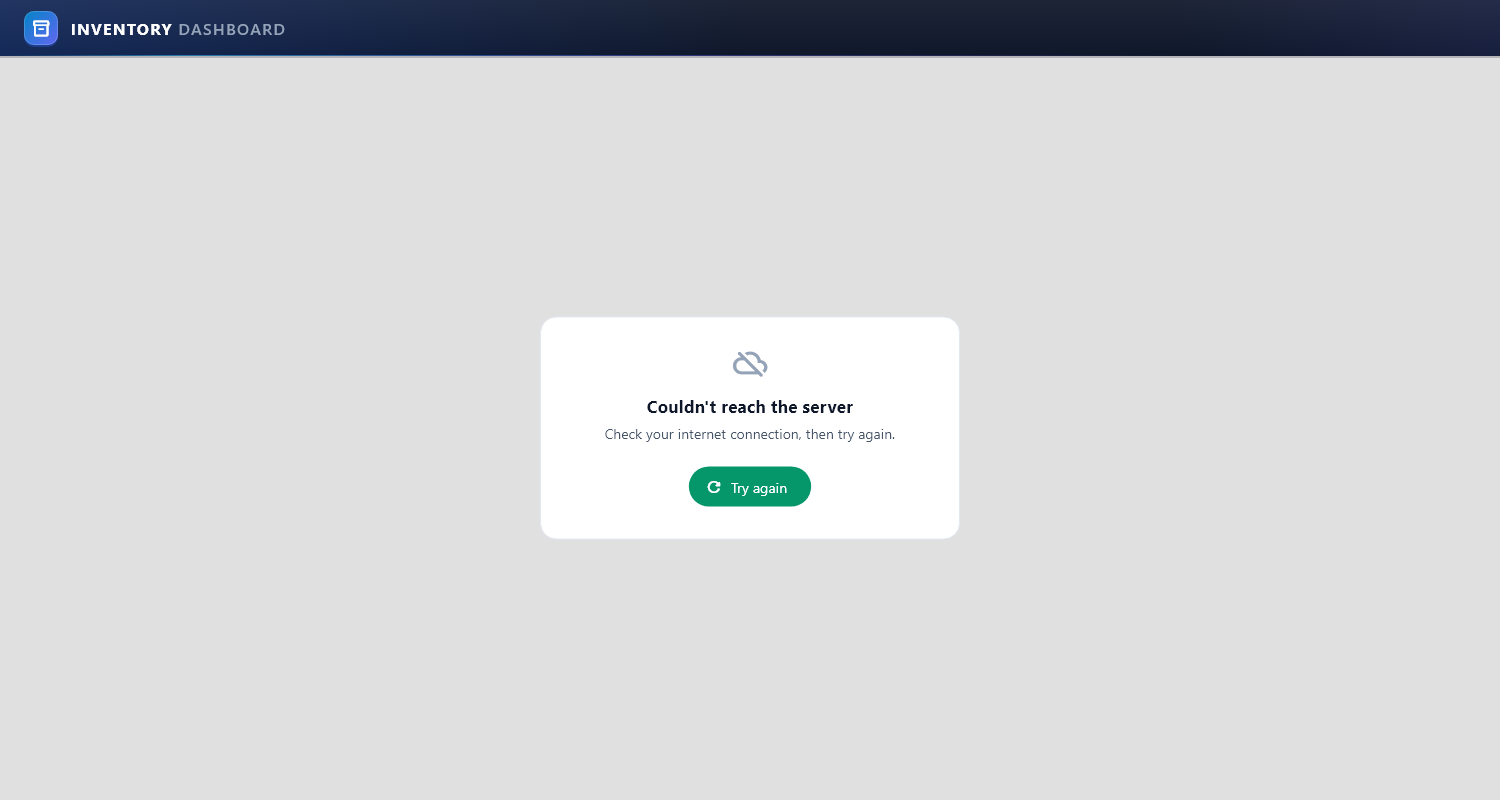 INVENTORY DASHBOARD
Couldn't reach the server
Check your internet connection, then try again.
Try again